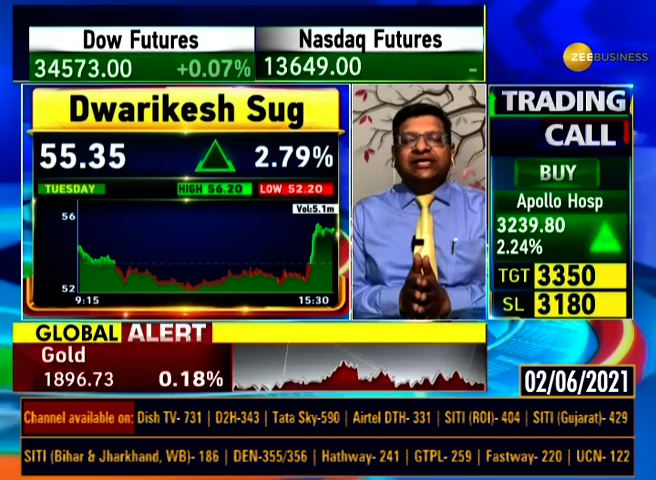 Dow Futures
34573.00 +0.07%
Nasdaq Futures
13649.00 -
ZEEBUSINESS
Dwarikesh Sug
55.35 2.79%
TUESDAY HIGH 56.20 LOW 52.20
Vol:5.1m
56
52
9:15 15:30
TRADING
CALL
BUY
Apollo Hosp
3239.80
2.24%
TGT 3350
SL 3180
GLOBAL ALERT
Gold
1896.73 0.18%
02/06/2021
Channel available on: Dish TV- 731 | D2H-343 | Tata Sky-590 | Airtel DTH- 331 | SITI (ROI)- 404 | SITI (Gujarat)- 429
SITI (Bihar & Jharkhand, WB)- 186 | DEN-355/356 | Hathway- 241 | GTPL- 259 | Fastway- 220 | UCN- 122